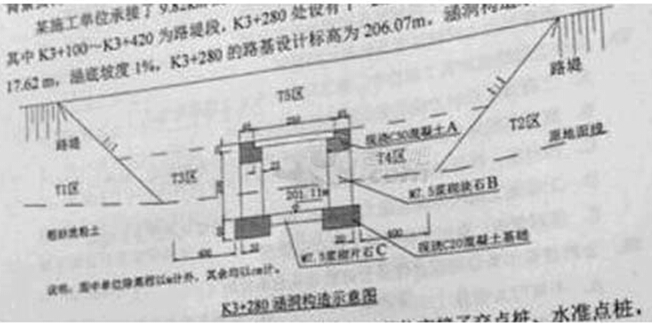 某施工单位承接了9.82km
其中K3+100～K3+420为路堤段，K3+280处设有
17.62m，涵底坡度1%，K3+280的路基设计标高为206.07m。涵洞构造
T5区
路堤
路堤
现浇C30混凝土A
T2区
原地面线
T1区
T3区
T4区
M7.5浆砌块石B
201.11m
粗砂质粉土
400
400
M7.5浆砌片石C
现浇C20混凝土基础
说明：图中单位除高程以m计外，其余均以cm计。
K3+280涵洞构造示意图
交点桩、水准点桩，